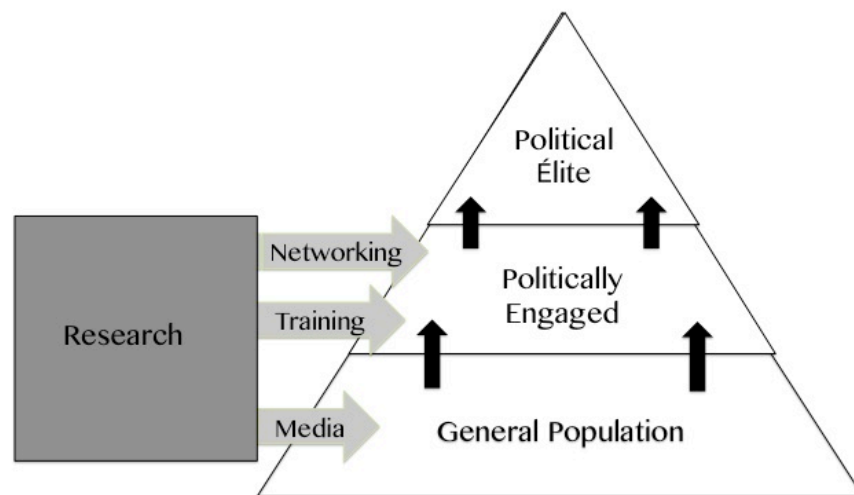 Political
Élite
Networking
Politically
Engaged
Training
Research
Media
General Population